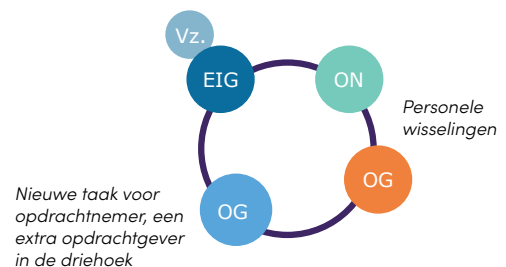 Vz.
EIG
ON
Personele
wisselingen
OG
OG
Nieuwe taak voor
opdrachtnemer, een
extra opdrachtgever
in de driehoek